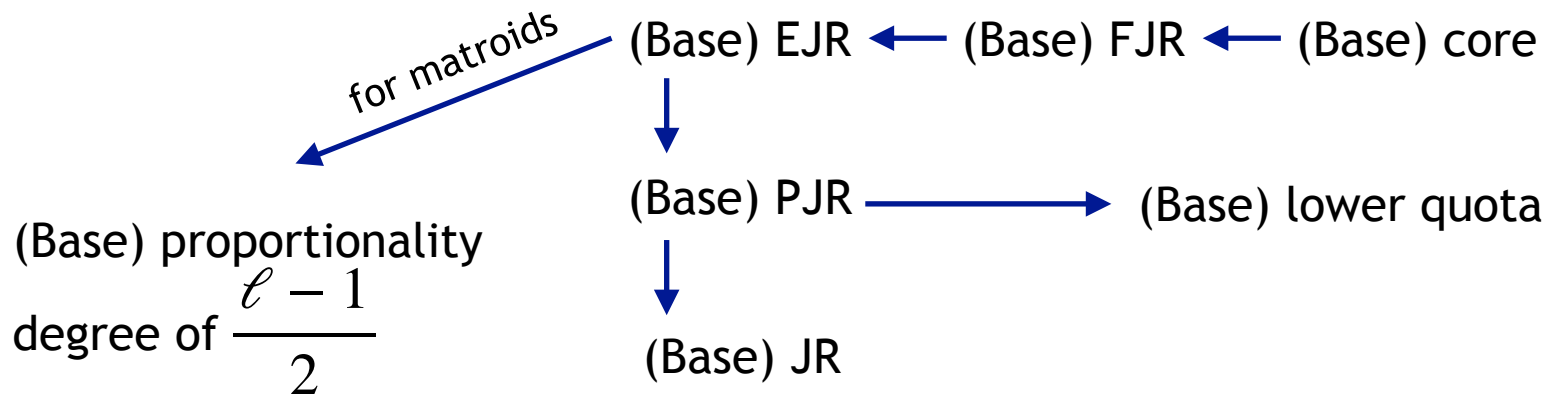 for matroids
(Base) EJR
(Base) FJR
(Base) core
(Base) PJR
(Base) lower quota
(Base) proportionality
degree of ℓ − 1
2
(Base) JR